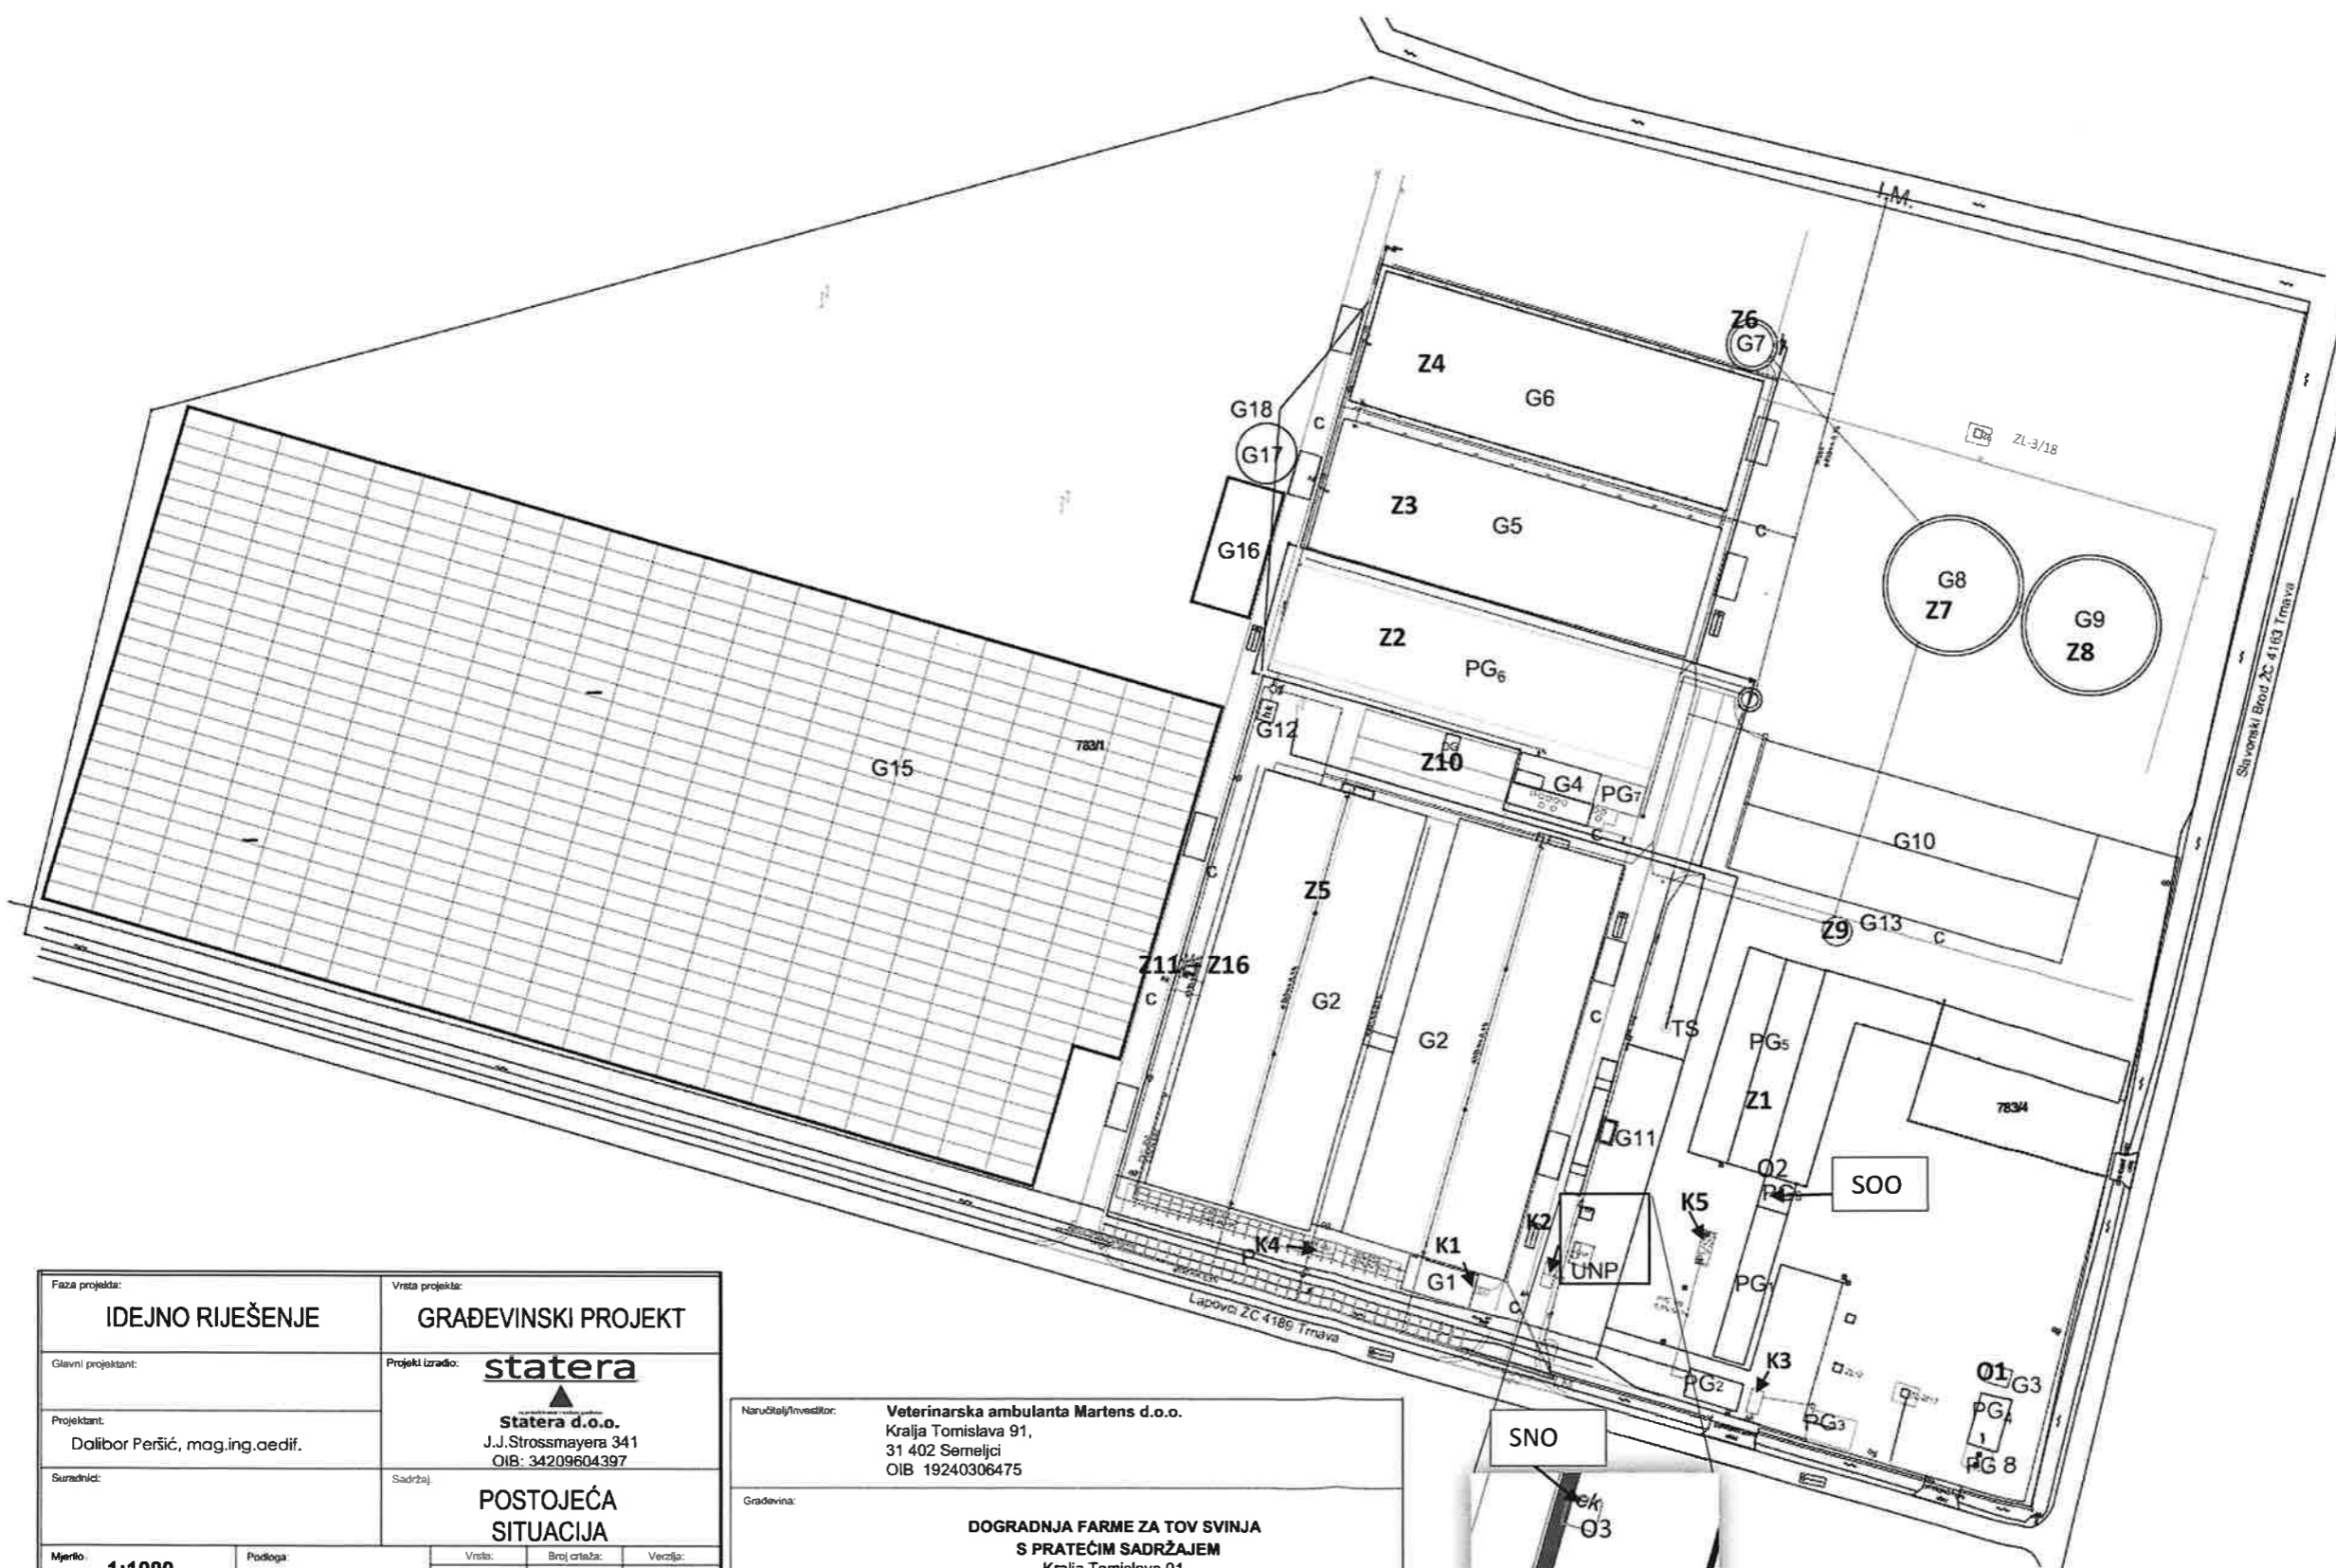 I.M.
Z6
G7
Z4
G6
G18
C
G17
ZL-3/18
Z3
G5
C
G16
G8
Z7
G9
Z8
Z2
PG6
Slavonski Brod ŽC 4163 Trnava
hk
G12
783/1
G15
DG
Z10
G4
PG7
C
G10
C
Z5
Z9
G13
C
Z11
Z16
C
G2
C
TS
G2
PG5
Z1
783/4
G11
O2
SOO
K5
K2
K4
P
K1
UNP
G1
C
PG1
Lapovci ŽC 4189 Trnava
K3
O1
G3
PG2
PG3
PG4
PG 8
SNO
ek
O3
Faza projekta:
IDEJNO RIJEŠENJE
Vrsta projekta:
GRAĐEVINSKI PROJEKT
Glavni projektant:
Projekt izradio:
statera
Statera d.o.o.
J.J.Strossmayera 341
OIB: 34209604397
Projektant:
Dalibor Peršić, mag.ing.aedif.
Suradnici:
Sadržaj:
POSTOJEĆA
SITUACIJA
Mjerilo:
1:1000
Podloga:
Vrsta:
Broj crteža:
Verzija:
Naručitelj/Investitor:
Veterinarska ambulanta Martens d.o.o.
Kralja Tomislava 91,
31 402 Semeljci
OIB 19240306475
Građevina:
DOGRADNJA FARME ZA TOV SVINJA
S PRATEĆIM SADRŽAJEM
Kralja Tomislava 91